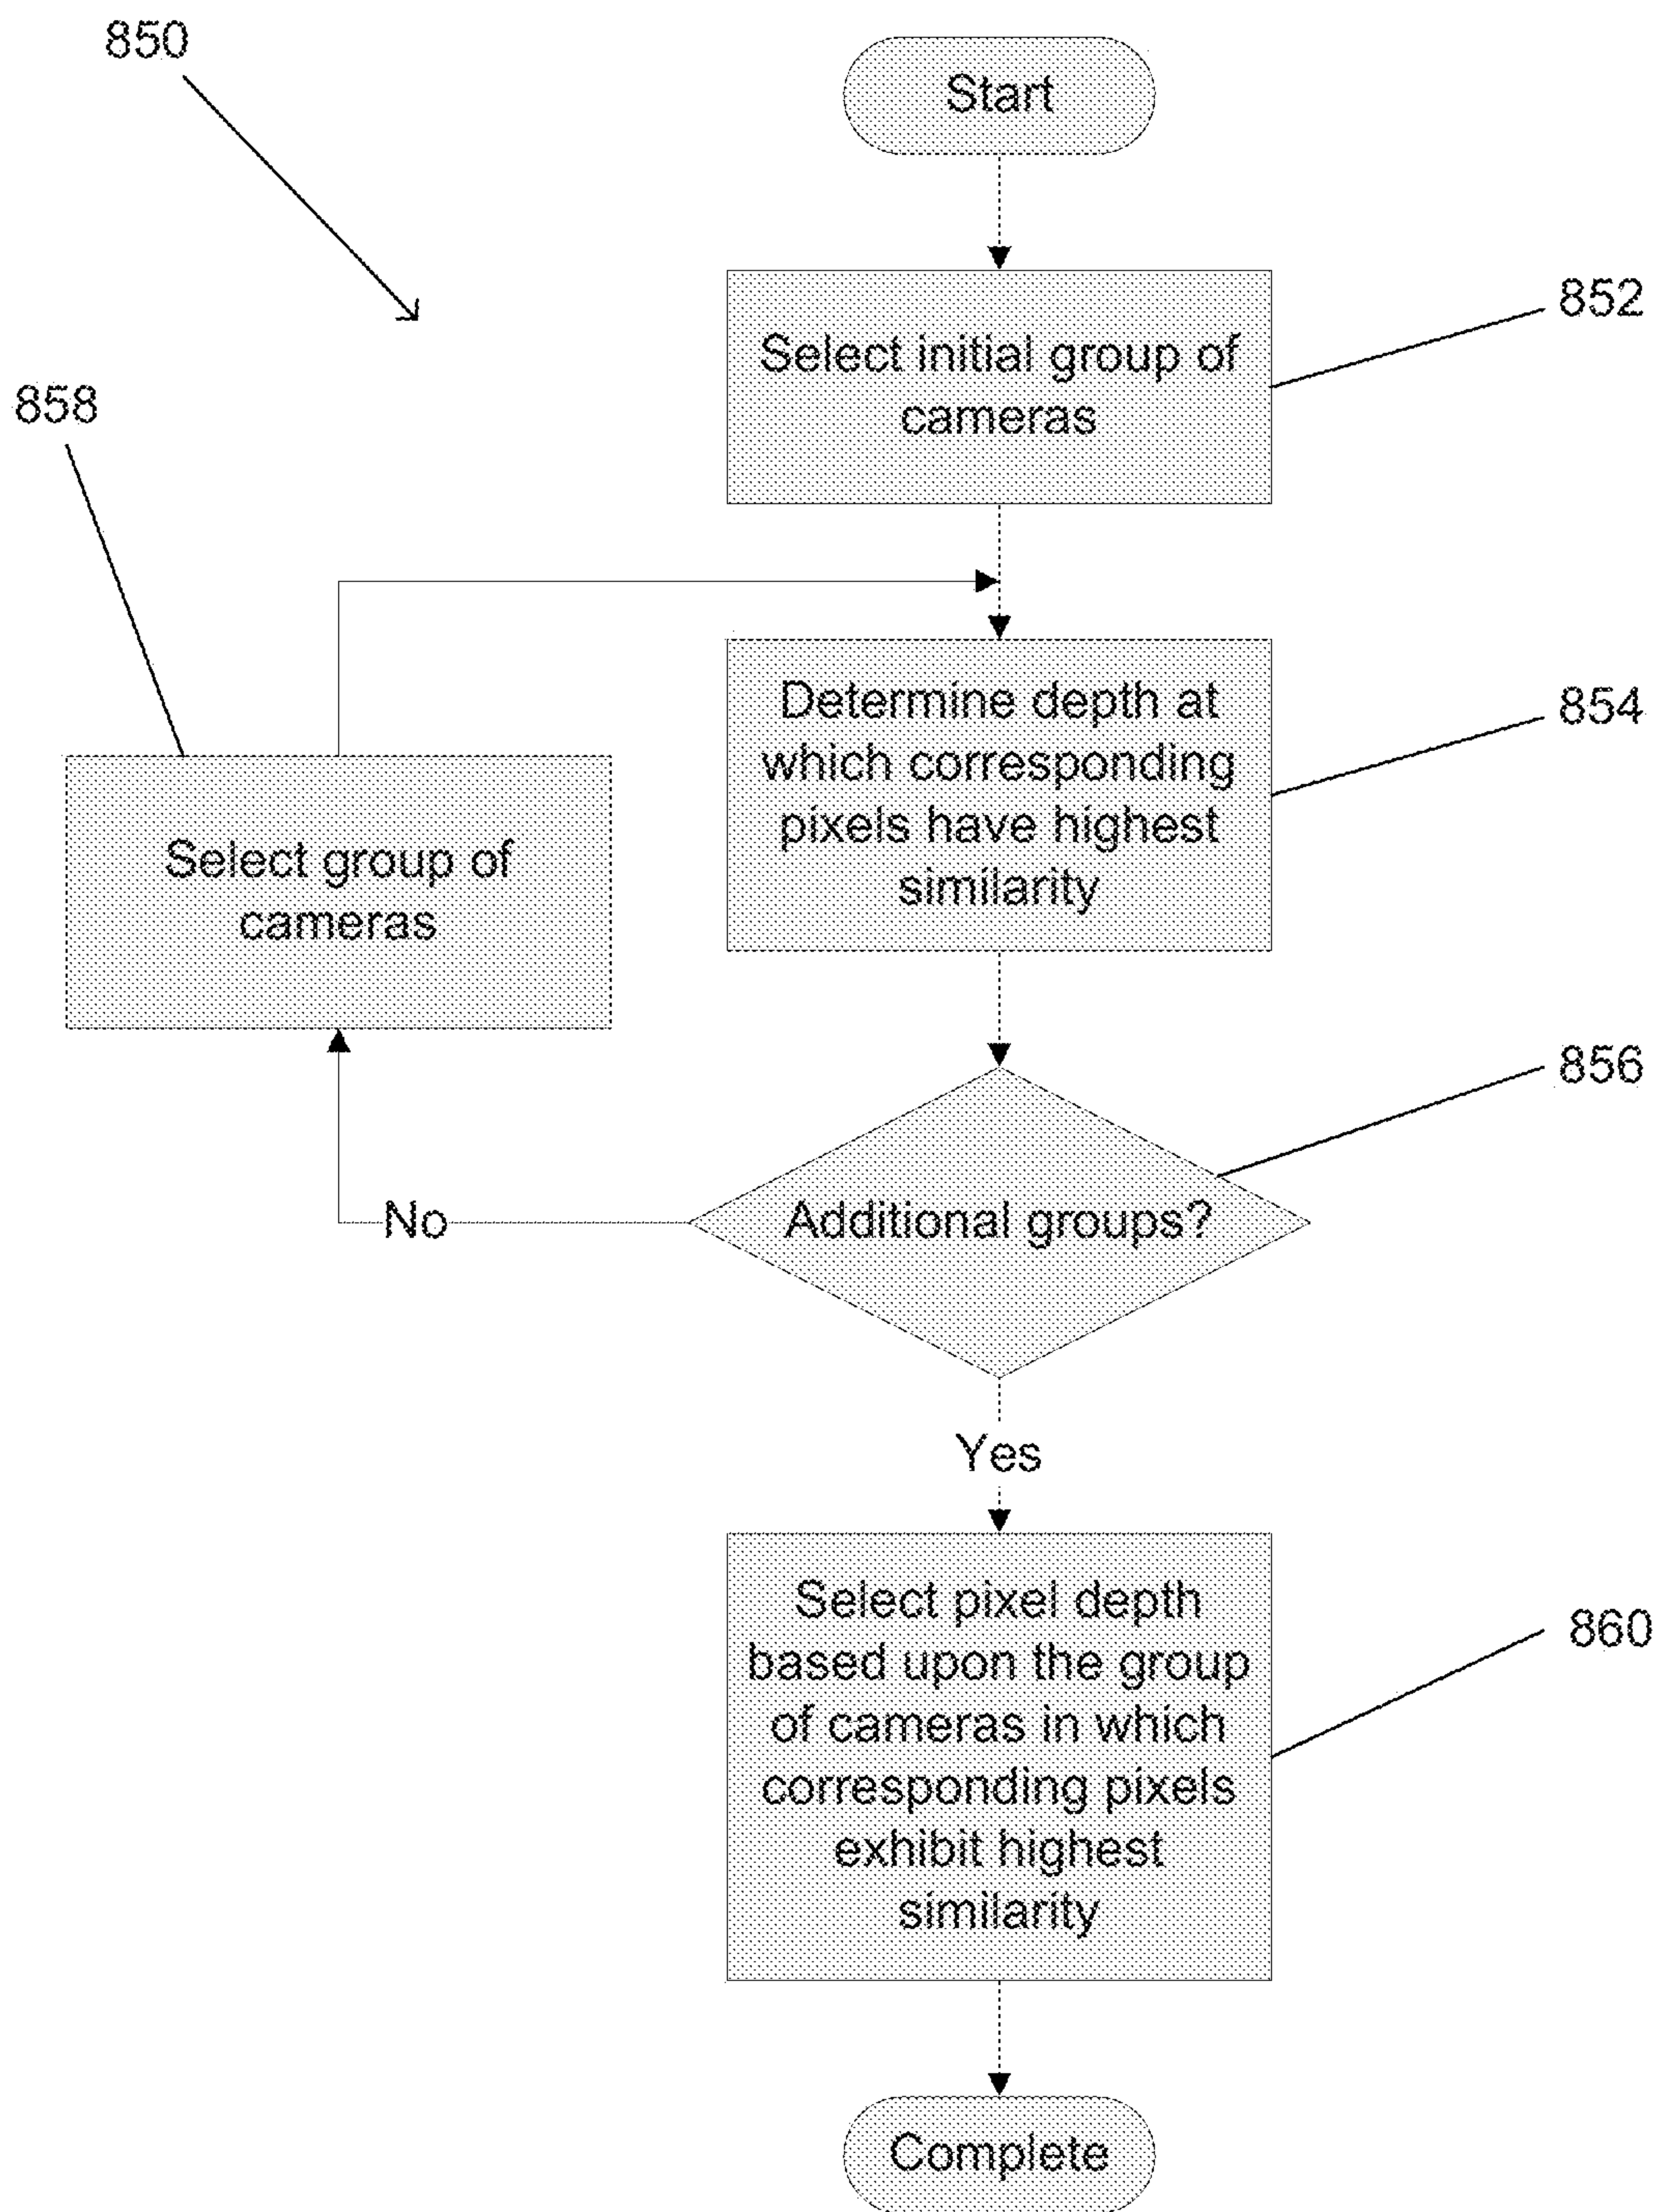 850
Start
852
Select initial group of
cameras
858
854
Determine depth at
which corresponding
pixels have highest
similarity
Select group of
cameras
856
Additional groups?
No
Yes
860
Select pixel depth
based upon the group
of cameras in which
corresponding pixels
exhibit highest
similarity
Complete